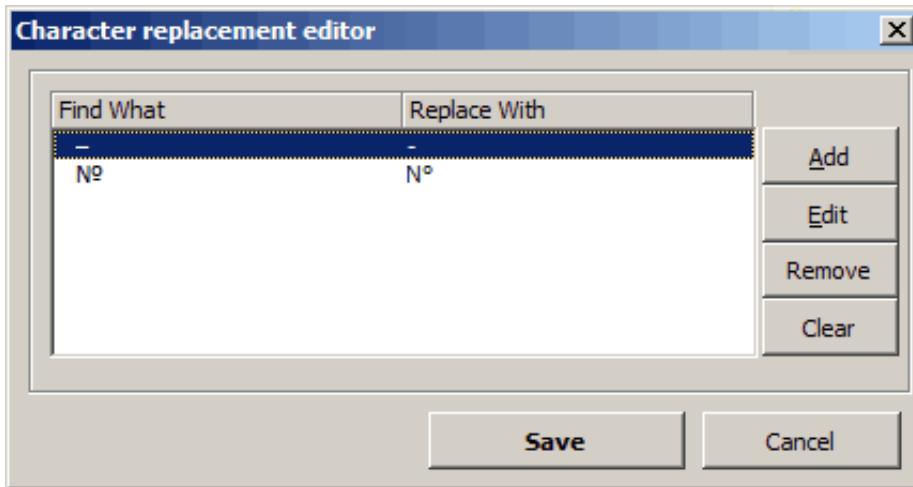 Character replacement editor
Find What Replace With
– -
Nº N°
Add
Edit
Remove
Clear
Save Cancel